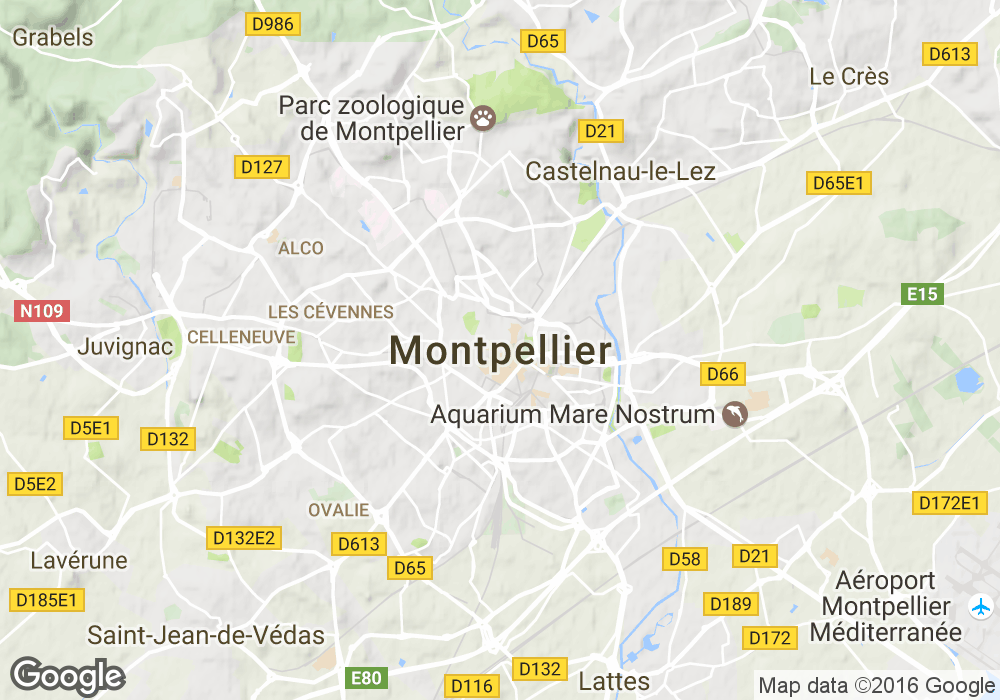 D986
Grabels
D65
D613
Le Crès
Parc zoologique
de Montpellier
D21
D127
Castelnau-le-Lez
D65E1
ALCO
E15
N109
LES CÉVENNES
CELLENEUVE
Juvignac
Montpellier
D66
Aquarium Mare Nostrum
D5E1
D132
D5E2
D172E1
OVALIE
D132E2
D613
Lavérune
D65
D58
D21
Aéroport
Montpellier
Méditerranée
D185E1
D189
Saint-Jean-de-Védas
D172
Google
E80
D132
D116
Lattes
Map data ©2016 Google